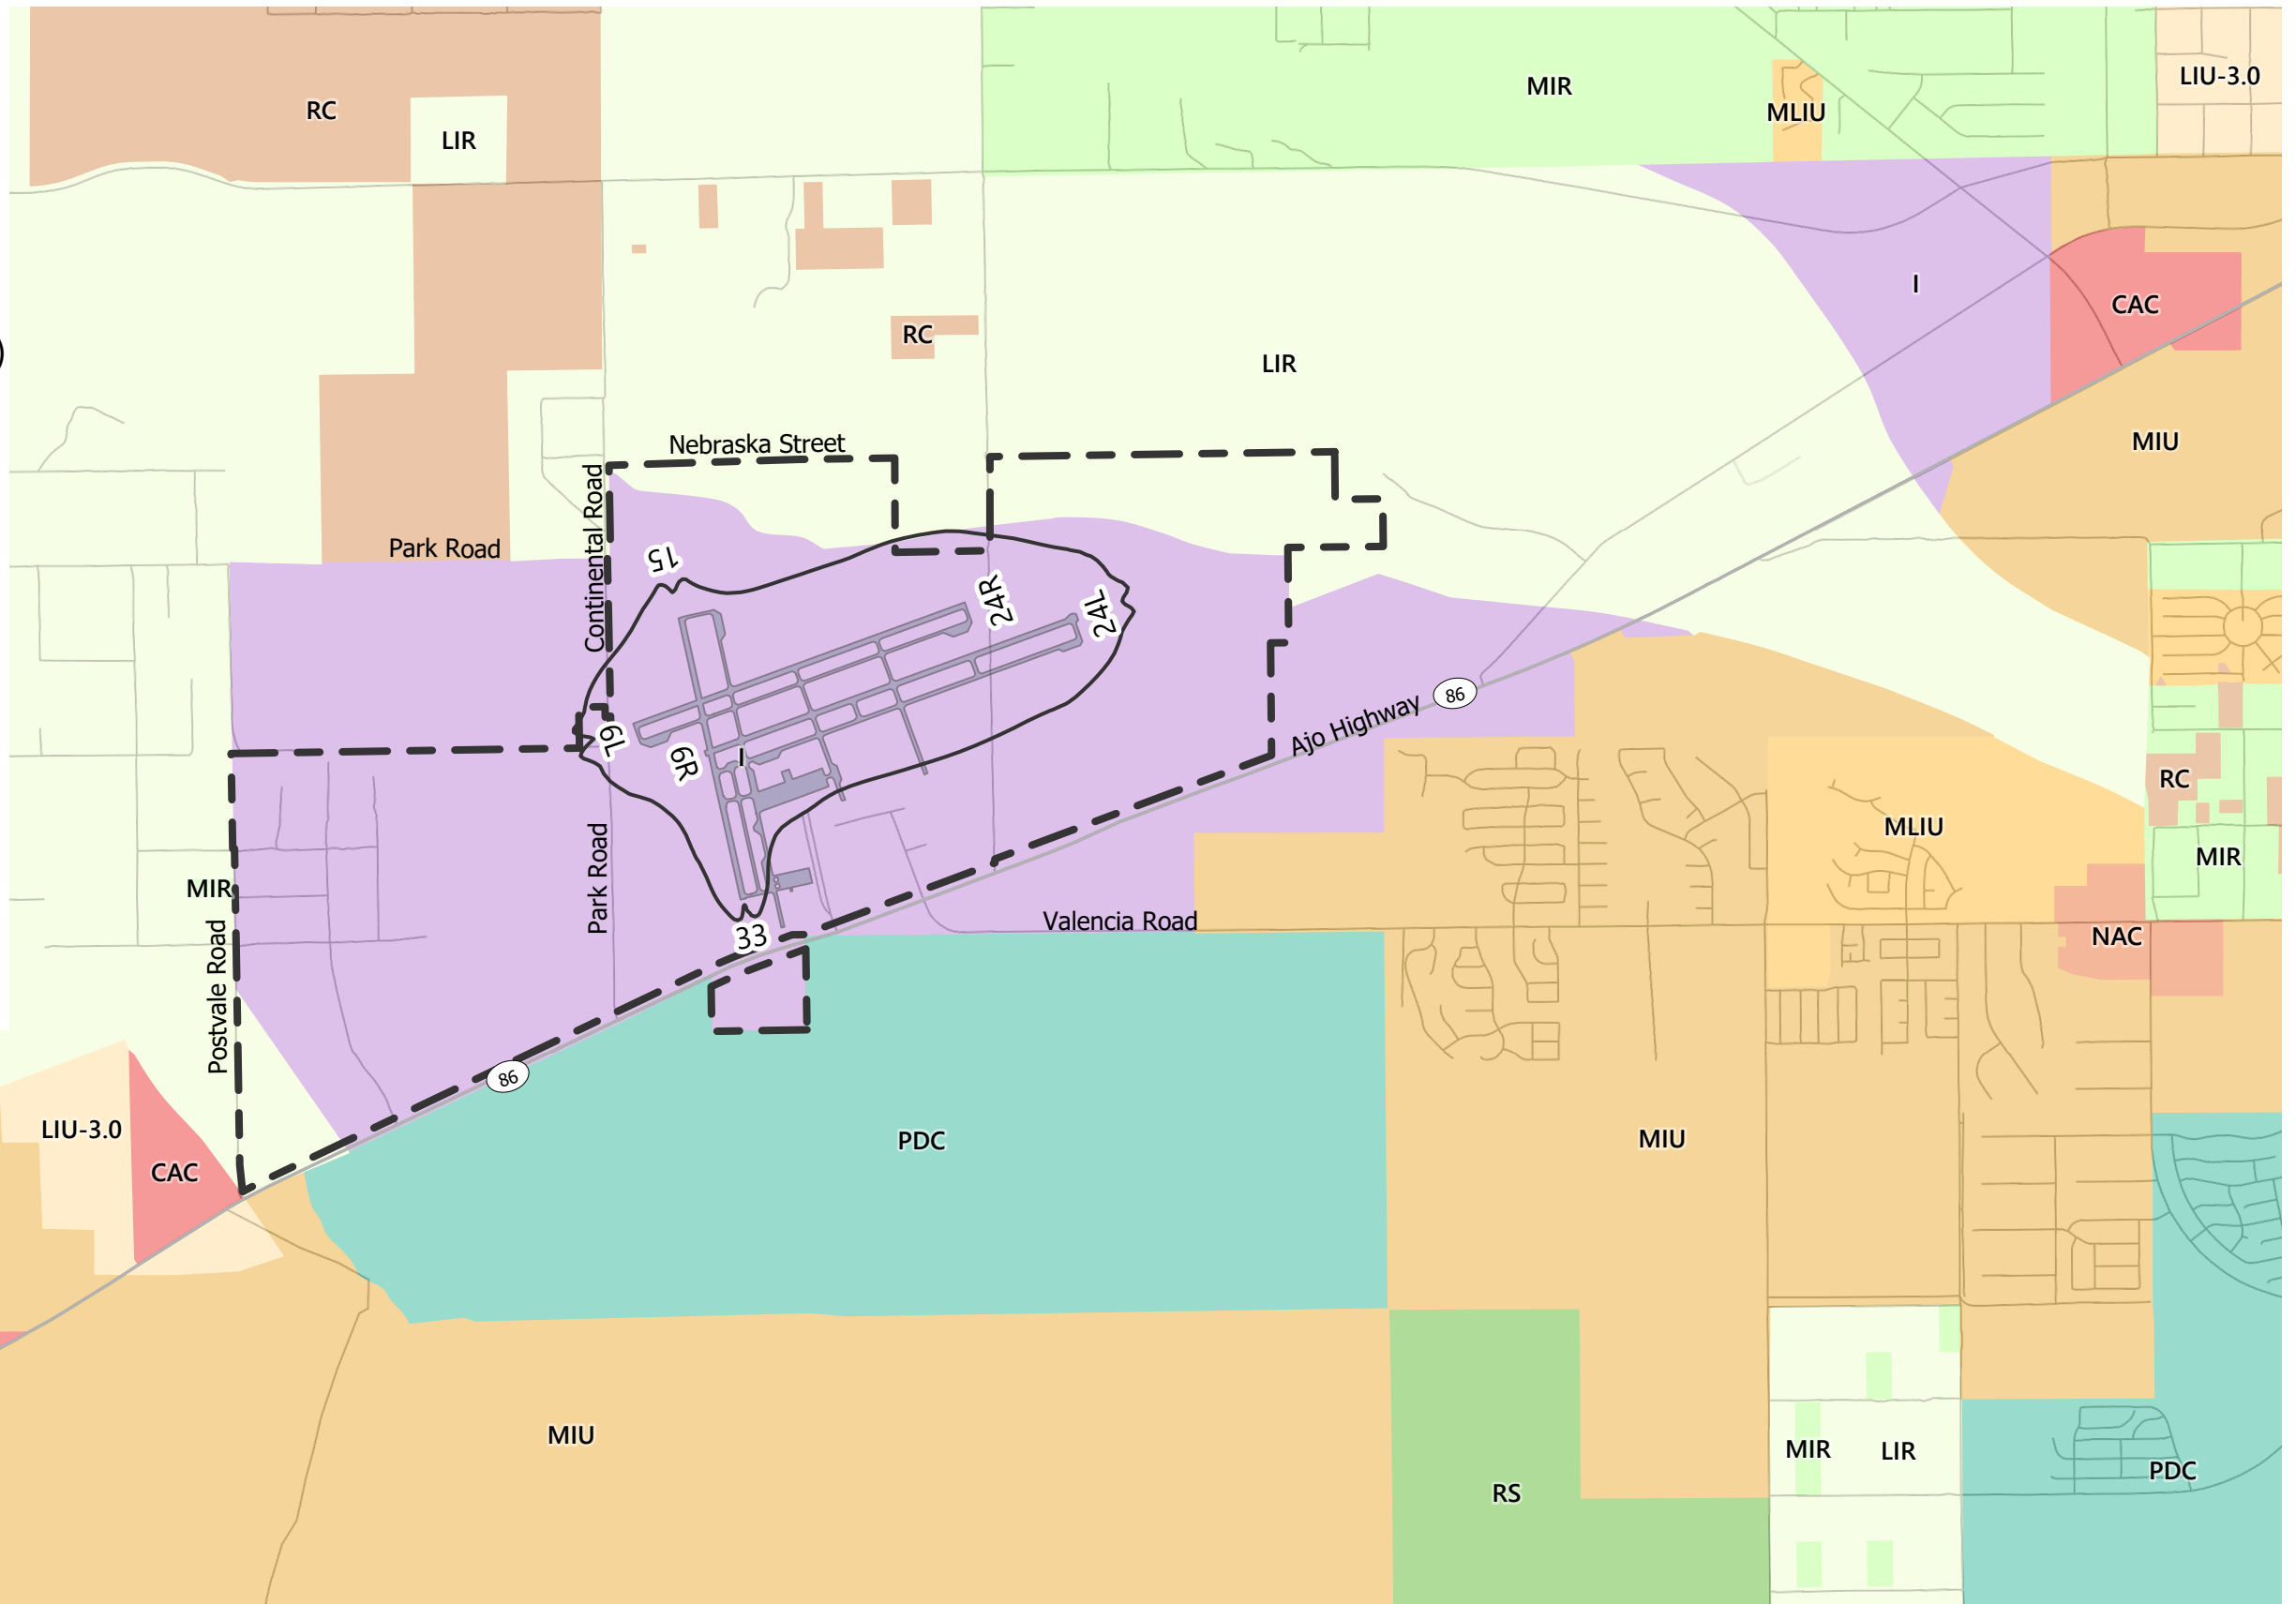 LIU-3.0
MIR
RC
MLIU
LIR
I
CAC
RC
LIR
MIU
Nebraska Street
Continental Road
Park Road
15
24R
24L
86
Ajo Highway
6L
6R
I
RC
MLIU
MIR
Park Road
MIR
Valencia Road
33
NAC
Postvale Road
86
LIU-3.0
PDC
MIU
CAC
MIU
MIR
LIR
PDC
RS